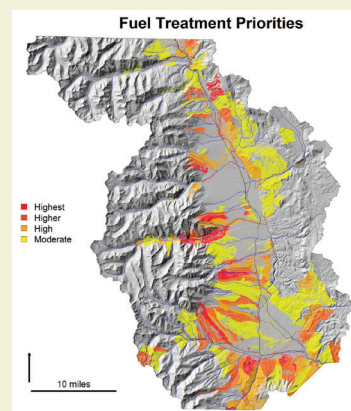 Fuel Treatment Priorities
Highest
Higher
High
Moderate
10 miles